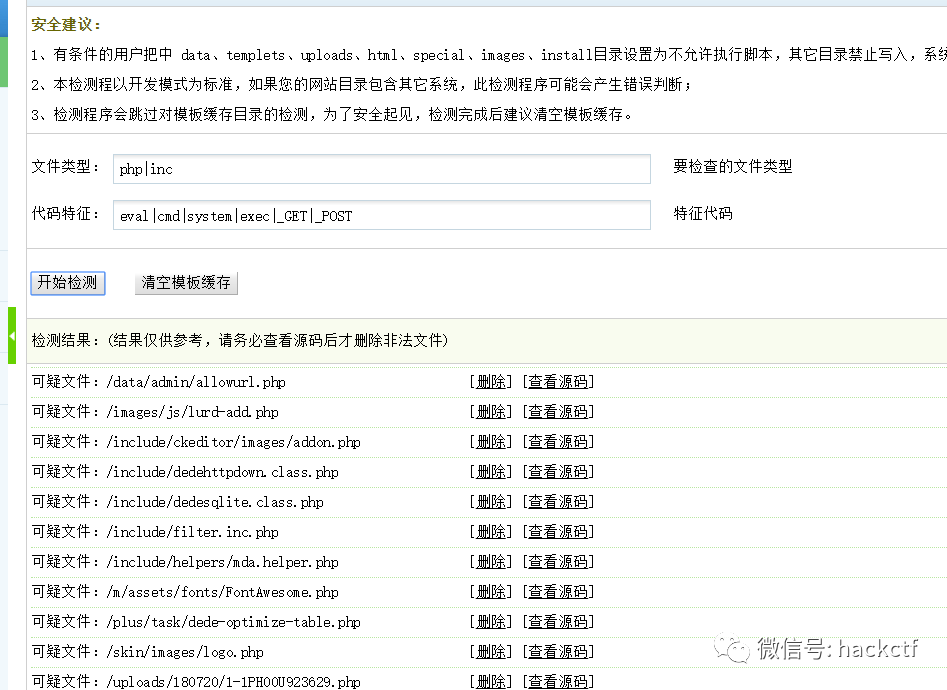 安全建议：
1、有条件的用户把中 data、templets、uploads、html、special、images、install目录设置为不允许执行脚本，其它目录禁止写入，系统
2、本检测程以开发模式为标准，如果您的网站目录包含其它系统，此检测程序可能会产生错误判断；
3、检测程序会跳过对模板缓存目录的检测，为了安全起见，检测完成后建议清空模板缓存。
文件类型： php|inc 要检查的文件类型
代码特征： eval|cmd|system|exec|_GET|_POST 特征代码
开始检测 清空模板缓存
检测结果：(结果仅供参考，请务必查看源码后才删除非法文件)
可疑文件：/data/admin/allowurl.php [删除] [查看源码]
可疑文件：/images/js/lurd-add.php [删除] [查看源码]
可疑文件：/include/ckeditor/images/addon.php [删除] [查看源码]
可疑文件：/include/dedehttpdown.class.php [删除] [查看源码]
可疑文件：/include/dedesqlite.class.php [删除] [查看源码]
可疑文件：/include/filter.inc.php [删除] [查看源码]
可疑文件：/include/helpers/mda.helper.php [删除] [查看源码]
可疑文件：/m/assets/fonts/FontAwesome.php [删除] [查看源码]
可疑文件：/plus/task/dede-optimize-table.php [删除] [查看源码]
可疑文件：/skin/images/logo.php [删除] [查看源码]
可疑文件：/uploads/180720/1-1PH00U923629.php [删除] [查看源码]
微信号: hackctf